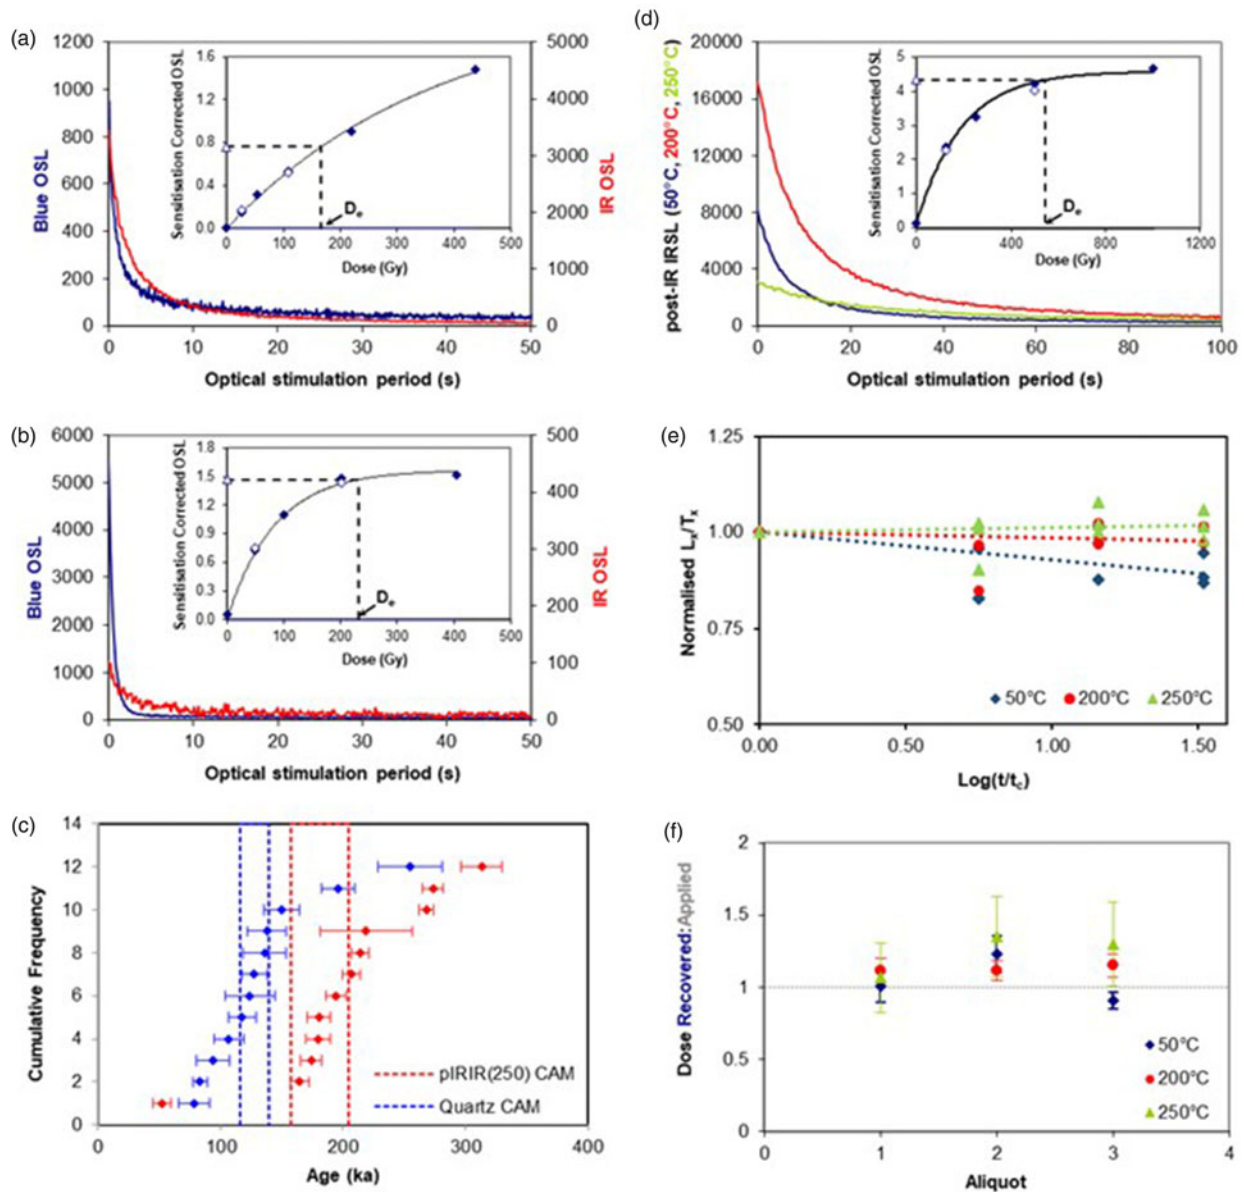 (a)
1200
1000
800
600
400
200
0
Blue OSL
5000
4000
3000
2000
1000
0
IR OSL
0 10 20 30 40 50
Optical stimulation period (s)
Sensitisation Corrected OSL
1.6
1.2
0.8
0.4
0.0
0 100 200 300 400 500
Dose (Gy)
De
(b)
6000
5000
4000
3000
2000
1000
0
Blue OSL
500
400
300
200
100
0
IR OSL
0 10 20 30 40 50
Optical stimulation period (s)
Sensitisation Corrected OSL
1.8
1.5
1.2
0.9
0.6
0.3
0.0
0 100 200 300 400 500
Dose (Gy)
De
(c)
Cumulative Frequency
14
12
10
8
6
4
2
0
0 100 200 300 400
Age (ka)
pIRIR(250) CAM
Quartz CAM
(d)
post-IR IRSL (50°C, 200°C, 250°C)
20000
16000
12000
8000
4000
0
0 20 40 60 80 100
Optical stimulation period (s)
Sensitisation Corrected OSL
5
4
3
2
1
0
0 400 800 1200
Dose (Gy)
De
(e)
Normalised Lx/Tx
1.25
1.00
0.75
0.50
0.00 0.50 1.00 1.50
Log(t/tc)
50°C 200°C 250°C
(f)
Dose Recovered:Applied
2
1.5
1
0.5
0
0 1 2 3 4
Aliquot
50°C
200°C
250°C